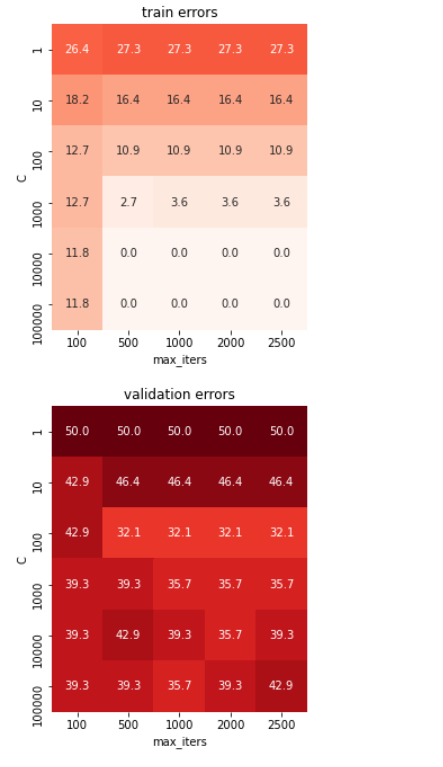 train errors
1 26.4 27.3 27.3 27.3 27.3
10 18.2 16.4 16.4 16.4 16.4
100 12.7 10.9 10.9 10.9 10.9
C
1000 12.7 2.7 3.6 3.6 3.6
10000 11.8 0.0 0.0 0.0 0.0
100000 11.8 0.0 0.0 0.0 0.0
100 500 1000 2000 2500
max_iters
validation errors
1 50.0 50.0 50.0 50.0 50.0
10 42.9 46.4 46.4 46.4 46.4
100 42.9 32.1 32.1 32.1 32.1
C
1000 39.3 39.3 35.7 35.7 35.7
10000 39.3 42.9 39.3 35.7 39.3
100000 39.3 39.3 35.7 39.3 42.9
100 500 1000 2000 2500
max_iters